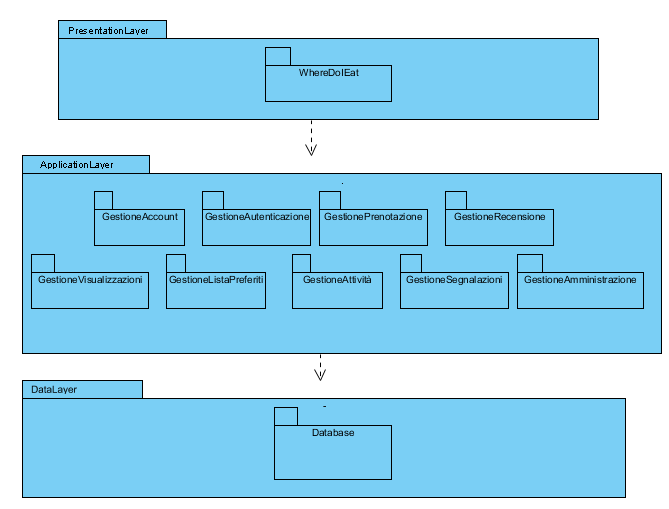 PresentationLayer
WhereDoIEat
ApplicationLayer
GestioneAccount
GestioneAutenticazione
GestionePrenotazione
GestioneRecensione
GestioneVisualizzazioni
GestioneListaPreferiti
GestioneAttività
GestioneSegnalazioni
GestioneAmministrazione
DataLayer
Database